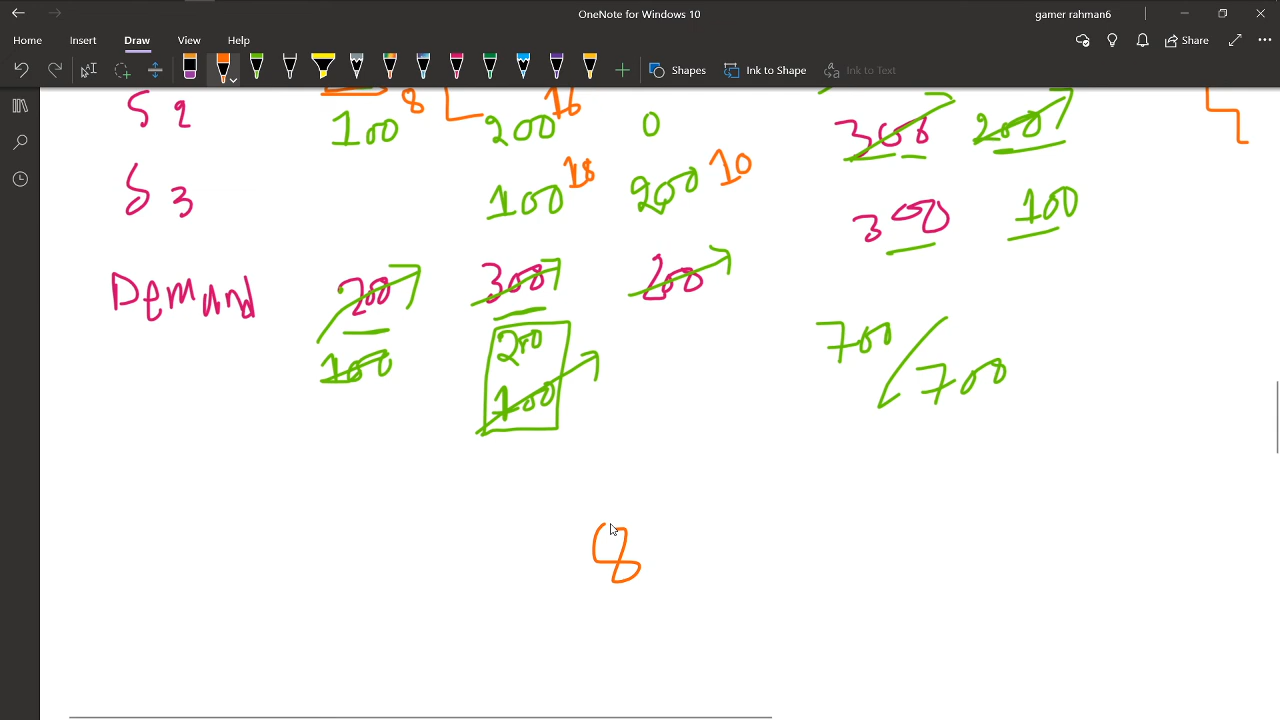 OneNote for Windows 10
gamer rahman6
Home Insert Draw View Help
Share
Shapes Ink to Shape Ink to Text
S 2 100 8 200 16 0 300 200
S 3 100 18 200 10 300 100
Demand 200 300 200
100 200 700 / 700
100
8